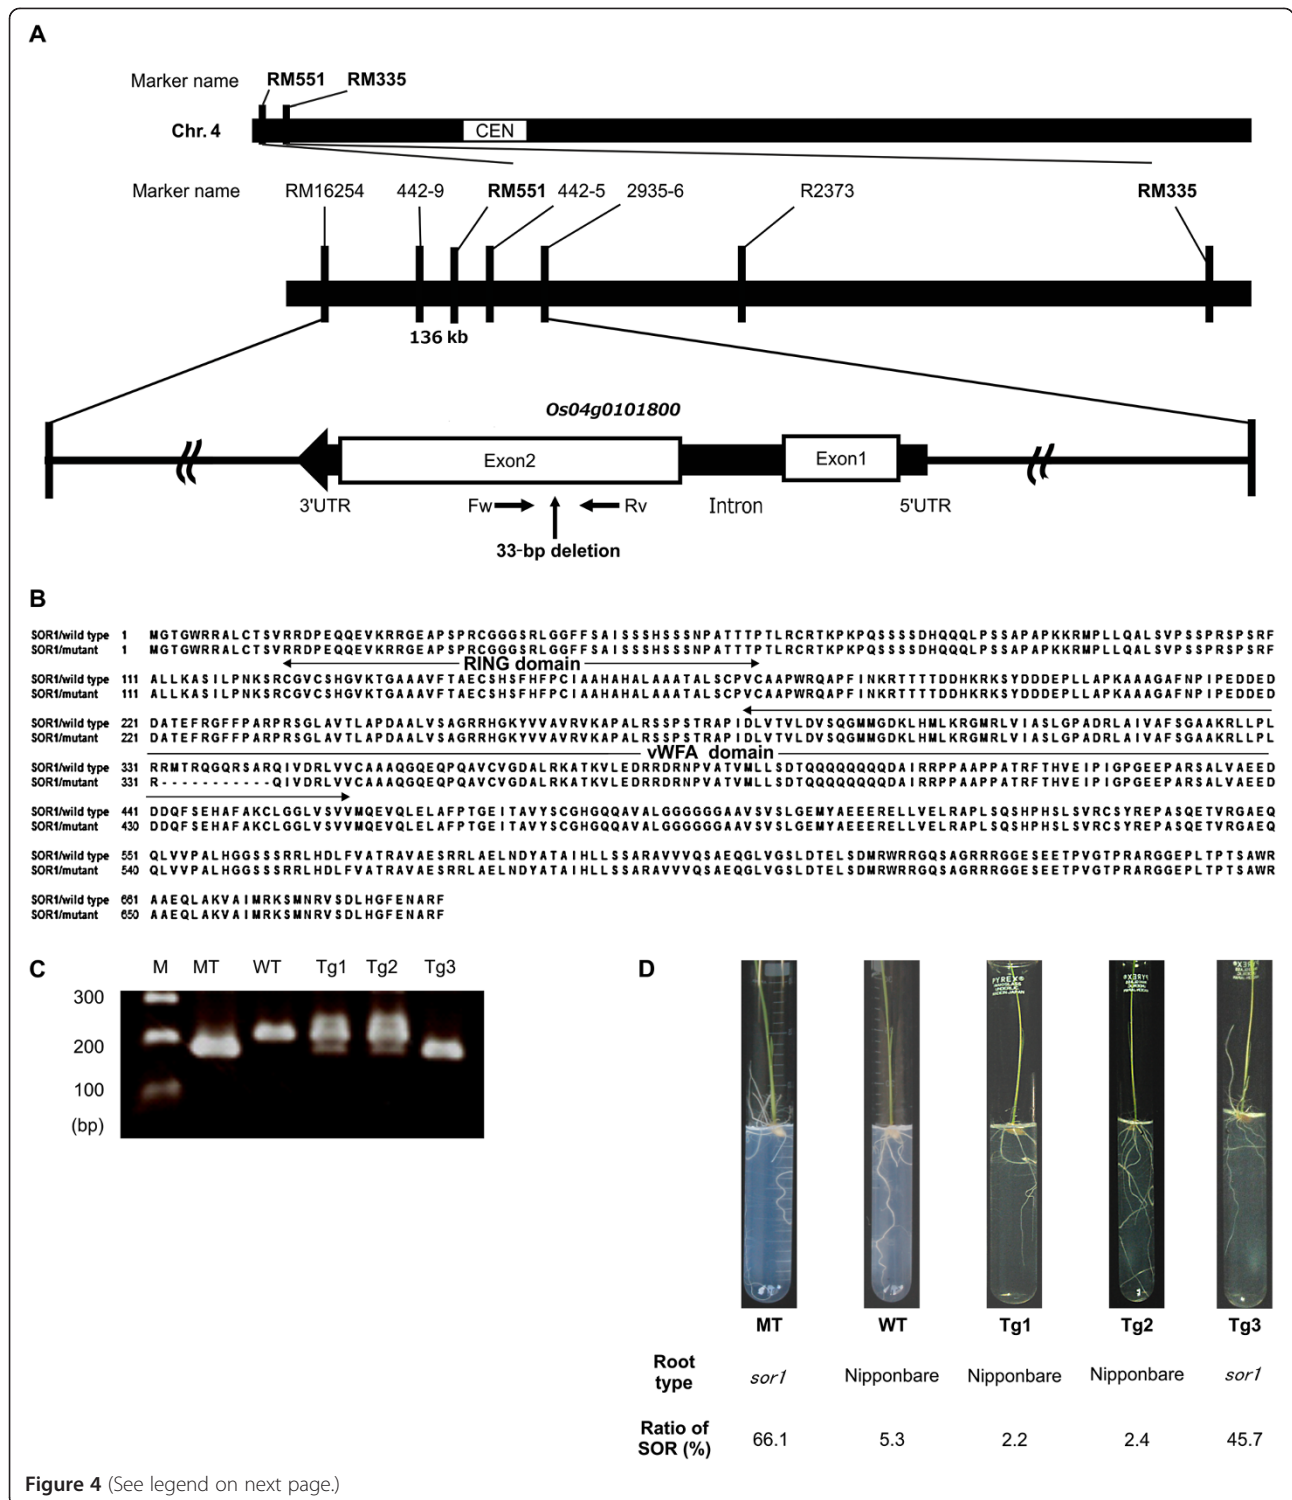 A
Marker name RM551 RM335
Chr. 4 CEN
Marker name RM16254 442-9 RM551 442-5 2935-6 R2373 RM335
136 kb
Os04g0101800
Exon2 Exon1
3'UTR Fw Rv Intron 5'UTR
33-bp deletion
B
SOR1/wild type 1 MGTGWRRALCTSVRRDPEQQEVKRRGEAPSPRCGGGSRLGGFFSAISSSHSSSNPATTTPTLRCRTKPKPQSSSSDHQQQLPSSAPAPKKRMPLLQALSVPSSPRSPSRF
SOR1/mutant 1 MGTGWRRALCTSVRRDPEQQEVKRRGEAPSPRCGGGSRLGGFFSAISSSHSSSNPATTTPTLRCRTKPKPQSSSSDHQQQLPSSAPAPKKRMPLLQALSVPSSPRSPSRF
RING domain
SOR1/wild type 111 ALLKASILPNKSRCGVCSHGVKTGAAAVFTAECSHSFHFPCIAAHAHALAAATALSCPVCAAPWRQAPFINKRTTTTDDHKRKSYDDDEPLLAPKAAAGAFNPIPEDDED
SOR1/mutant 111 ALLKASILPNKSRCGVCSHGVKTGAAAVFTAECSHSFHFPCIAAHAHALAAATALSCPVCAAPWRQAPFINKRTTTTDDHKRKSYDDDEPLLAPKAAAGAFNPIPEDDED
SOR1/wild type 221 DATEFRGFFPARPRSGLAVTLAPDAALVSAGRRHGKYVVAVRVKAPALRSSPSTRAPIDLVTVLDVSQGMMGDKLHMLKRGMRLVIASLGPADRLAIVAFSGAAKRLLPL
SOR1/mutant 221 DATEFRGFFPARPRSGLAVTLAPDAALVSAGRRHGKYVVAVRVKAPALRSSPSTRAPIDLVTVLDVSQGMMGDKLHMLKRGMRLVIASLGPADRLAIVAFSGAAKRLLPL
vWFA domain
SOR1/wild type 331 RRMTRQGQRSARQIVDRLVVCAAAQGQEQPQAVCVGDALRKATKVLEDRRDRNPVATVMLLSDTQQQQQQQQDAIRRPPAAPPATRFTHVEIPIGPGEEPARSALVAEED
SOR1/mutant 331 R-----------QIVDRLVVCAAAQGQEQPQAVCVGDALRKATKVLEDRRDRNPVATVMLLSDTQQQQQQQQDAIRRPPAAPPATRFTHVEIPIGPGEEPARSALVAEED
SOR1/wild type 441 DDQFSEHAFAKCLGGLVSVVMQEVQLELAFPTGEITAVYSCGHGQQAVALGGGGGGAAVSVSLGEMYAEEERELLVELRAPLSQSHPHSLSVRCSYREPASQETVRGAEQ
SOR1/mutant 430 DDQFSEHAFAKCLGGLVSVVMQEVQLELAFPTGEITAVYSCGHGQQAVALGGGGGGAAVSVSLGEMYAEEERELLVELRAPLSQSHPHSLSVRCSYREPASQETVRGAEQ
SOR1/wild type 551 QLVVPALHGGSSSRRLHDLFVATRAVAESRRLAELNDYATAIHLLSSARAVVVQSAEQGLVGSLDTELSDMRWRRGQSAGRRRGGESEETPVGTPRARGGEPLTPTSAWR
SOR1/mutant 540 QLVVPALHGGSSSRRLHDLFVATRAVAESRRLAELNDYATAIHLLSSARAVVVQSAEQGLVGSLDTELSDMRWRRGQSAGRRRGGESEETPVGTPRARGGEPLTPTSAWR
SOR1/wild type 661 AAEQLAKVAIMRKSMNRVSDLHGFENARF
SOR1/mutant 650 AAEQLAKVAIMRKSMNRVSDLHGFENARF
C
M MT WT Tg1 Tg2 Tg3
300
200
100
(bp)
D
MT WT Tg1 Tg2 Tg3
Root type sor1 Nipponbare Nipponbare Nipponbare sor1
Ratio of SOR (%) 66.1 5.3 2.2 2.4 45.7
Figure 4 (See legend on next page.)